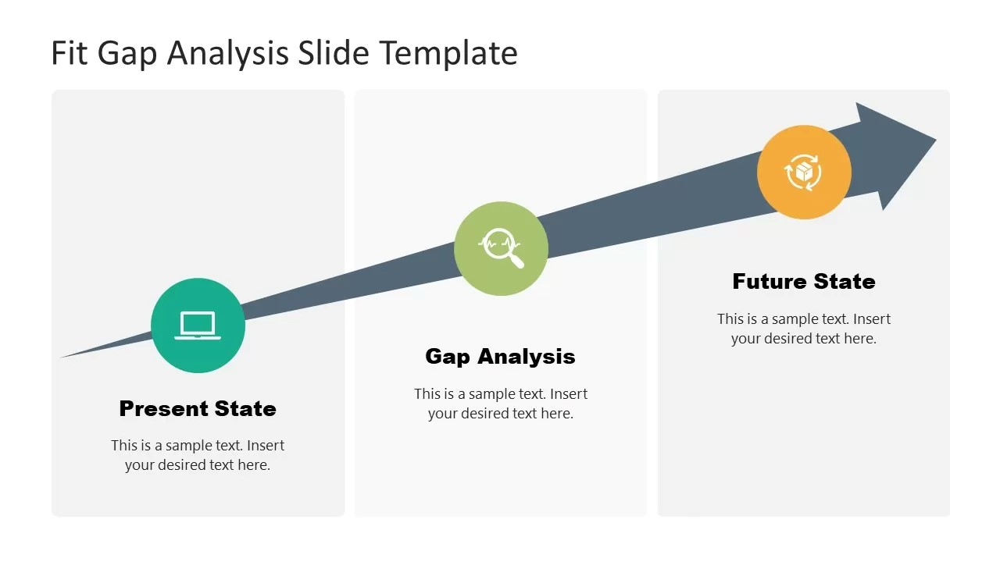 Fit Gap Analysis Slide Template
Present State
This is a sample text. Insert
your desired text here.
Gap Analysis
This is a sample text. Insert
your desired text here.
Future State
This is a sample text. Insert
your desired text here.